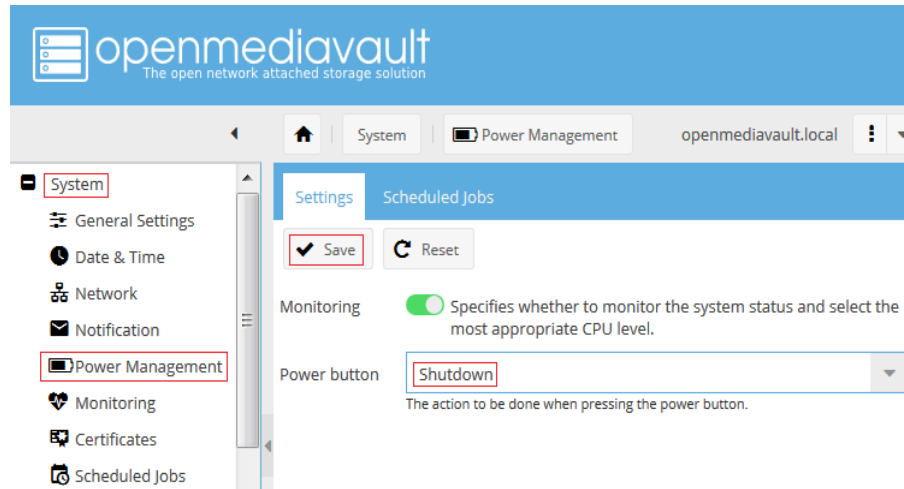 openmediavault
The open network attached storage solution
System
Power Management
openmediavault.local
System
General Settings
Date & Time
Network
Notification
Power Management
Monitoring
Certificates
Scheduled Jobs
Settings
Scheduled Jobs
Save
Reset
Monitoring
Specifies whether to monitor the system status and select the
most appropriate CPU level.
Power button
Shutdown
The action to be done when pressing the power button.